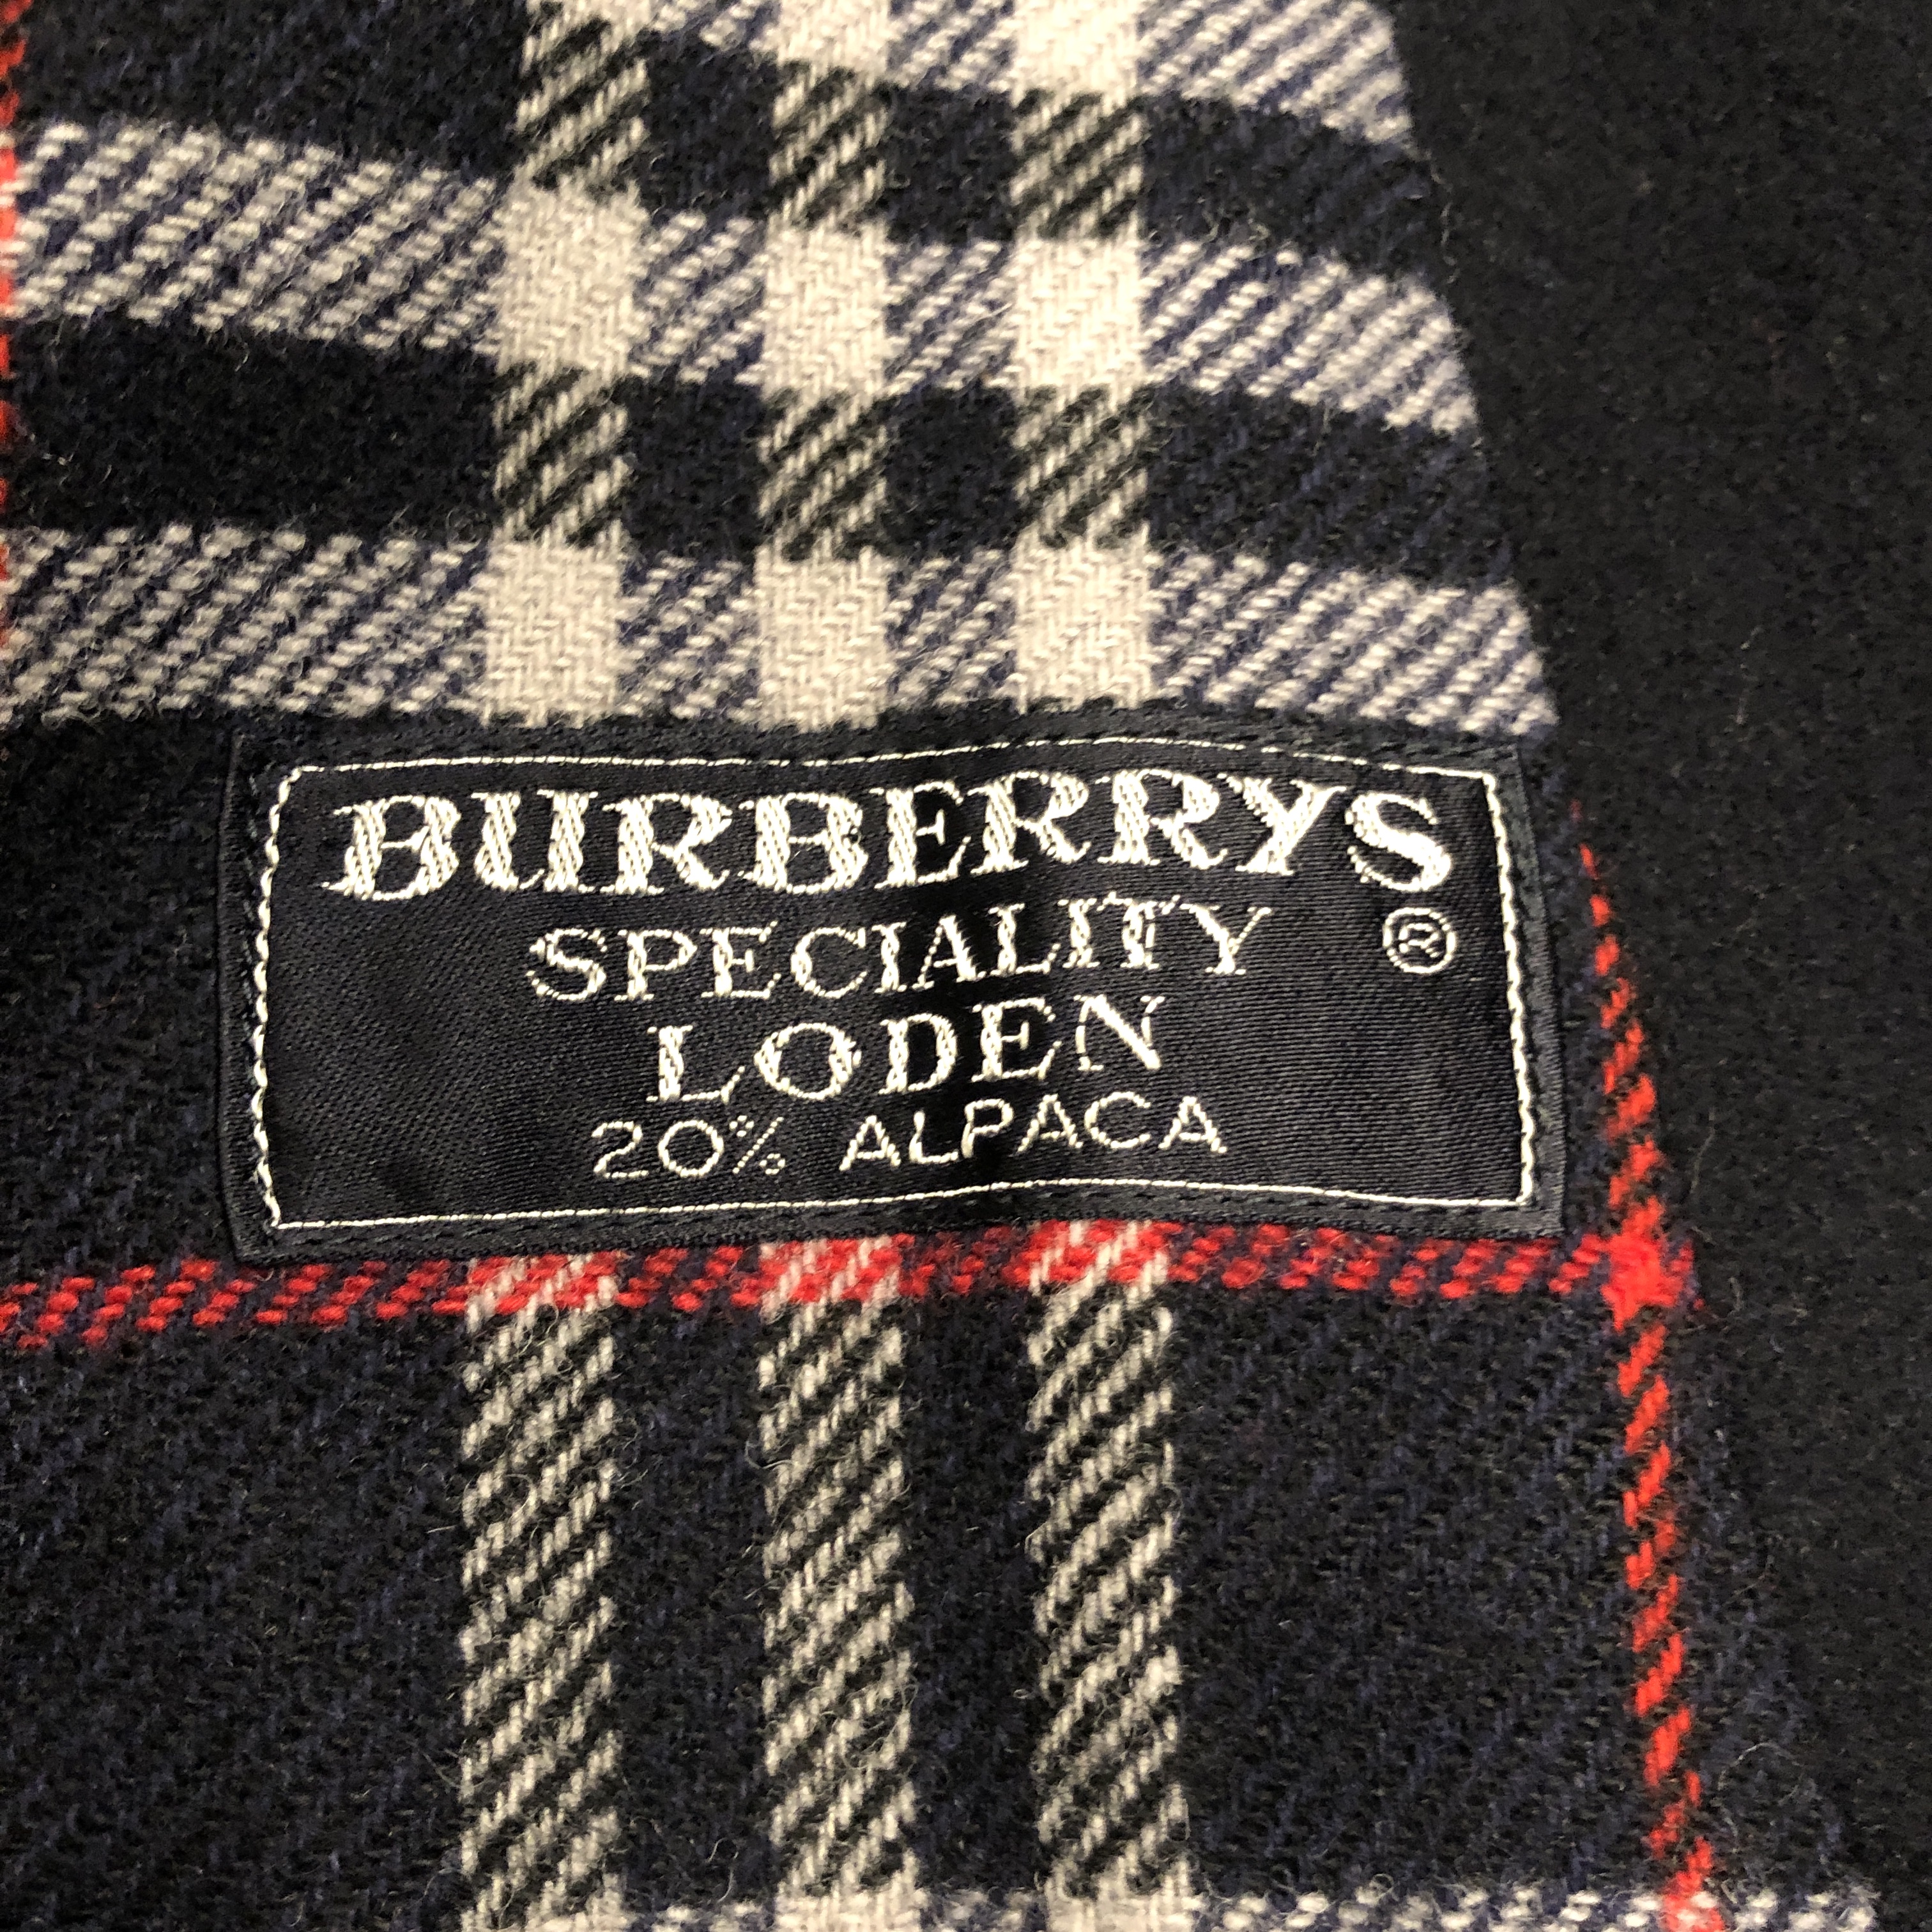 BURBERRYS
SPECIALITY ®
LODEN
20% ALPACA